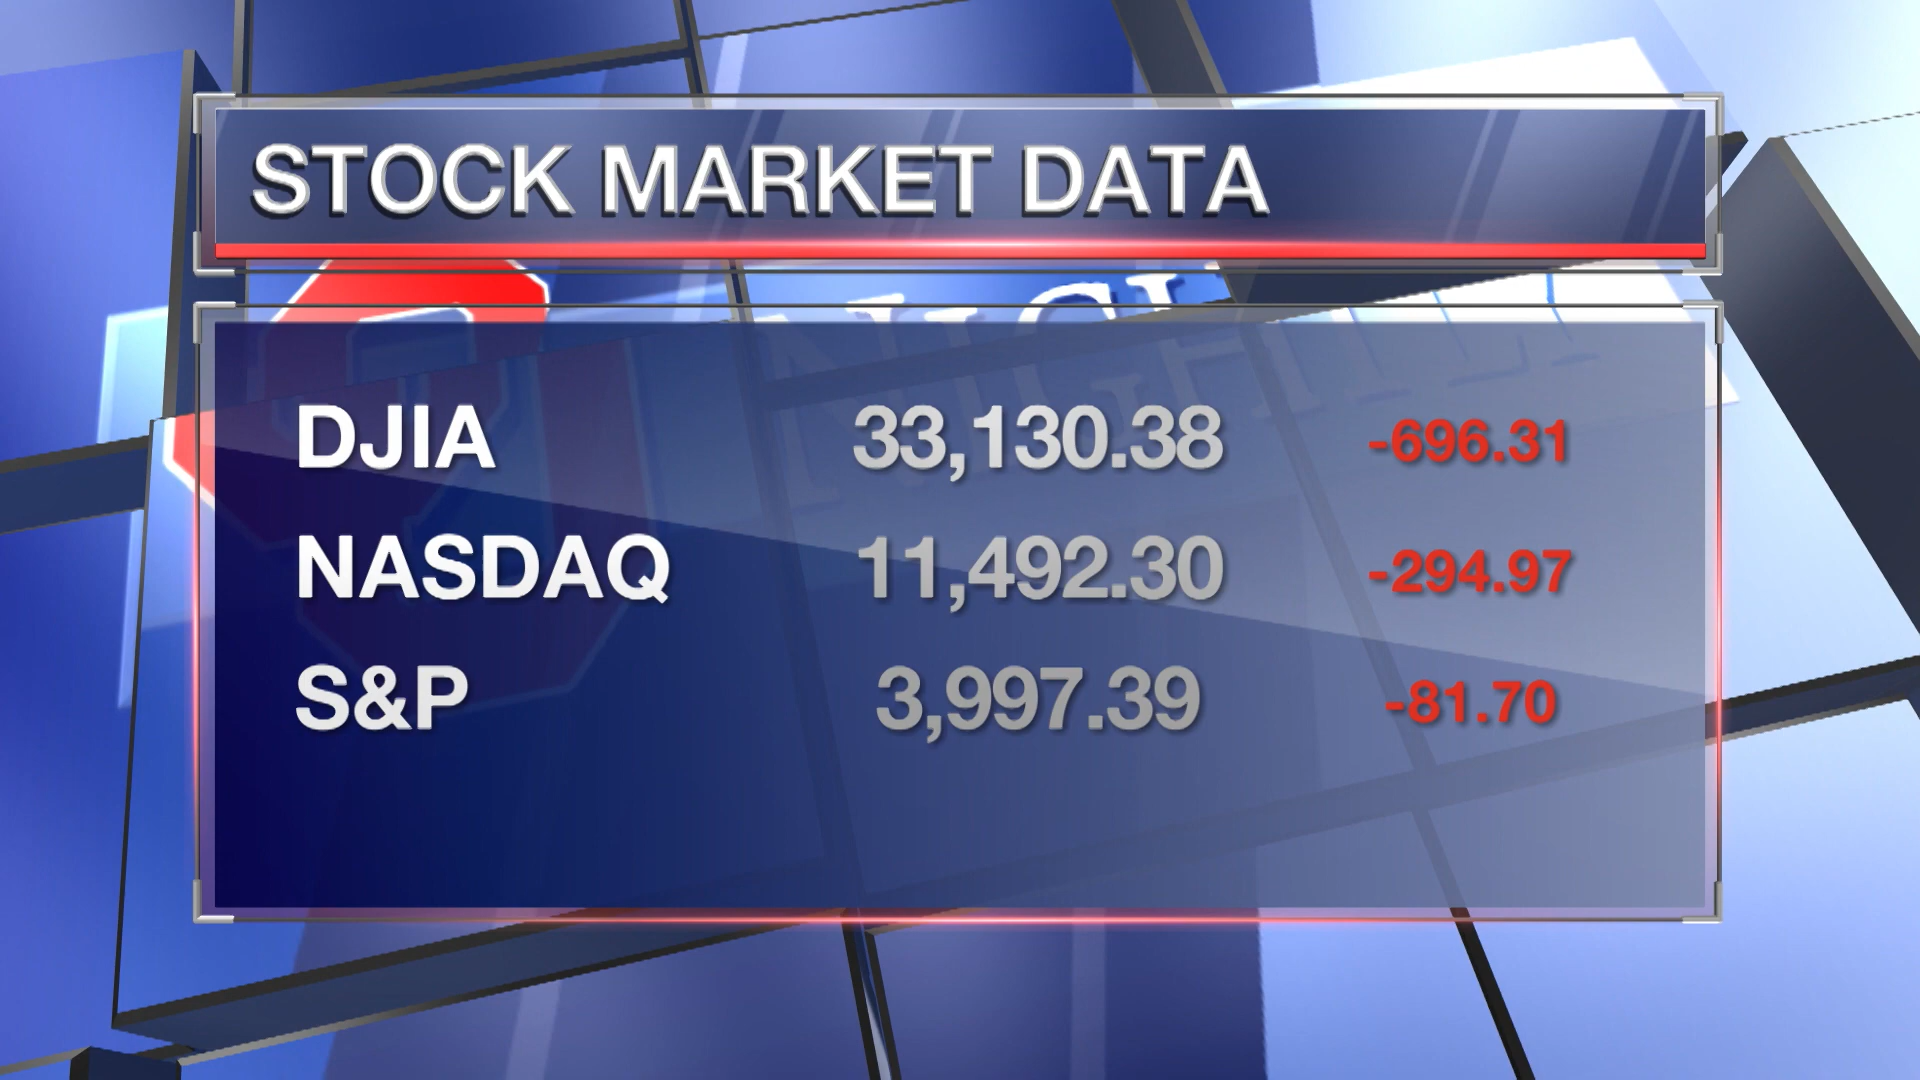 STOCK MARKET DATA
DJIA 33,130.38 -696.31
NASDAQ 11,492.30 -294.97
S&P 3,997.39 -81.70